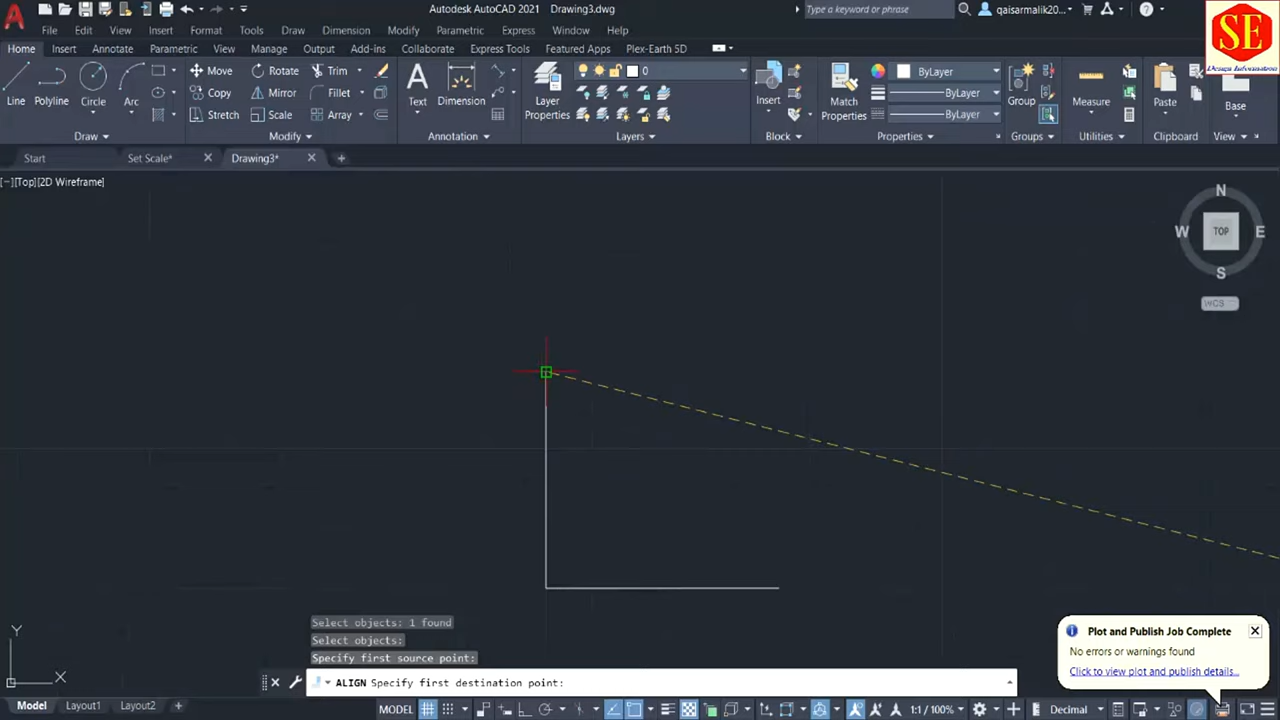 Autodesk AutoCAD 2021 Drawing3.dwg
Type a keyword or phrase
qaisarmalik20...
SE
Design Information
File Edit View Insert Format Tools Draw Dimension Modify Parametric Express Window Help
Home Insert Annotate Parametric View Manage Output Add-ins Collaborate Express Tools Featured Apps Plex-Earth 5D
Line Polyline Circle Arc
Move Rotate Trim
Copy Mirror Fillet
Stretch Scale Array
Text Dimension
Layer Properties
0
Insert
Match Properties
ByLayer
ByLayer
ByLayer
Group
Measure
Paste
Base
Draw Modify Annotation Layers Block Properties Groups Utilities Clipboard View
Start Set Scale* Drawing3*
[−][Top][2D Wireframe]
N
W TOP E
S
WCS
Select objects: 1 found
Select objects:
Specify first source point:
ALIGN Specify first destination point:
Plot and Publish Job Complete
No errors or warnings found
Click to view plot and publish details...
Y
X
Model Layout1 Layout2
MODEL 1:1 / 100% Decimal